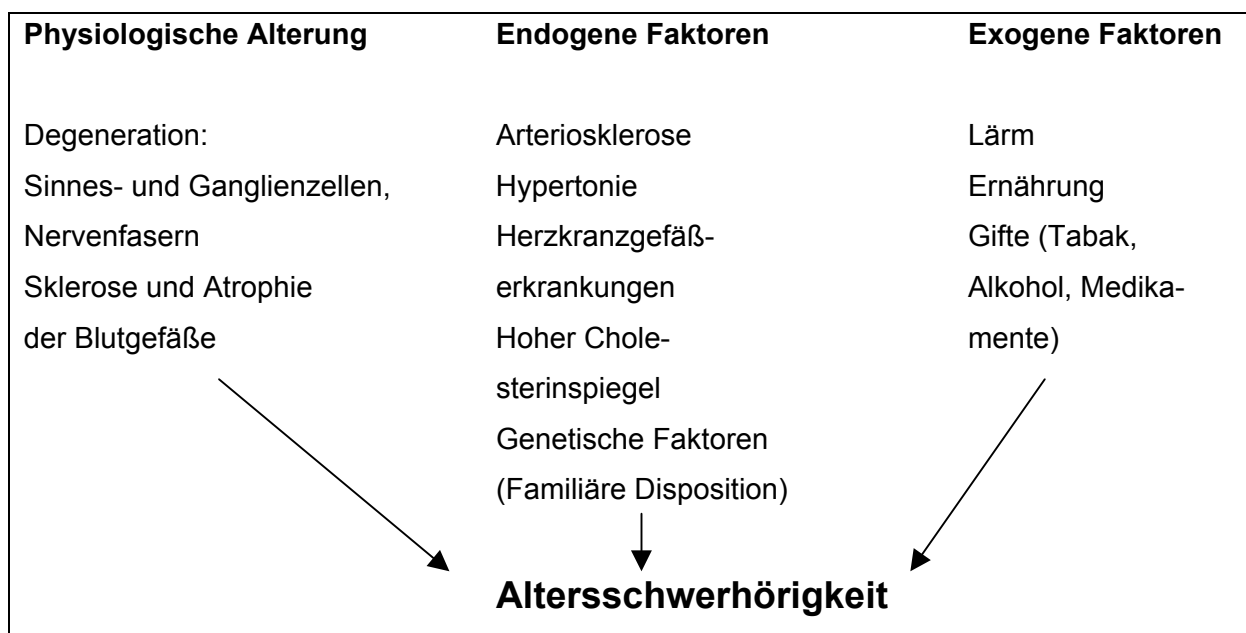 Physiologische Alterung
Degeneration:
Sinnes- und Ganglienzellen,
Nervenfasern
Sklerose und Atrophie
der Blutgefäße
Endogene Faktoren
Arteriosklerose
Hypertonie
Herzkranzgefäß-
erkrankungen
Hoher Chole-
sterinspiegel
Genetische Faktoren
(Familiäre Disposition)
Exogene Faktoren
Lärm
Ernährung
Gifte (Tabak,
Alkohol, Medika-
mente)
Altersschwerhörigkeit